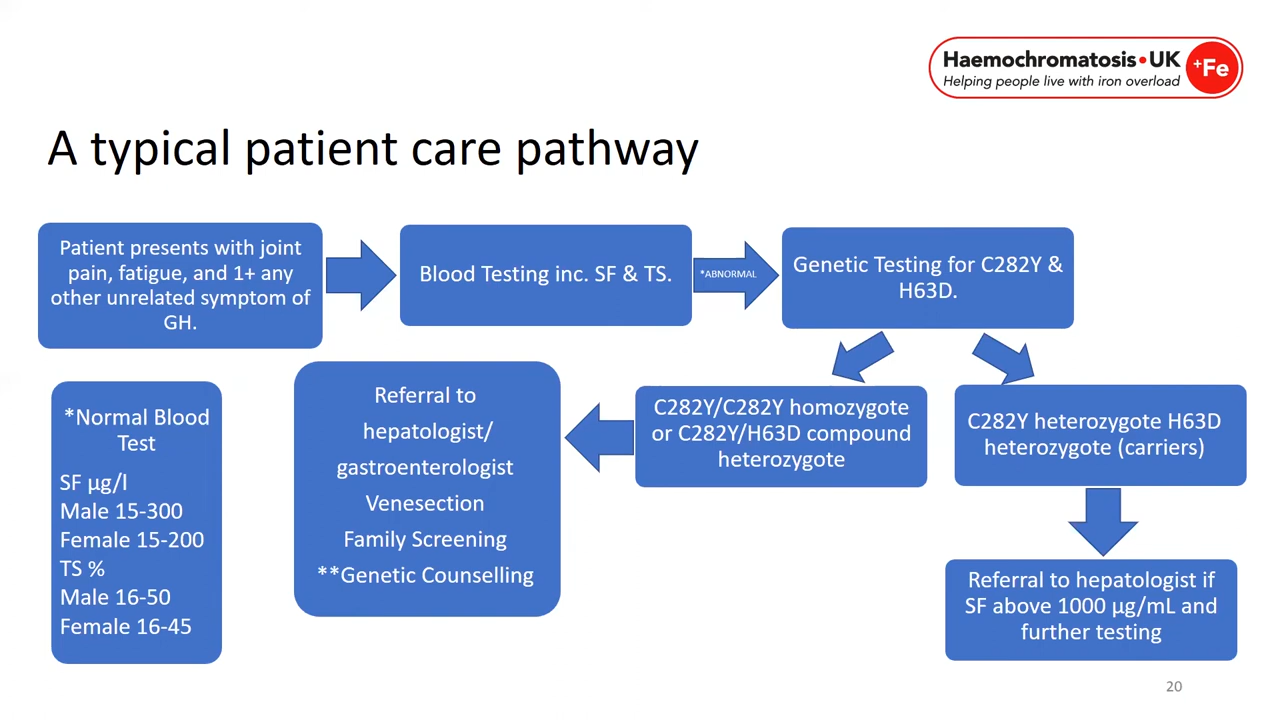 Haemochromatosis•UK
Helping people live with iron overload
+Fe
A typical patient care pathway
Patient presents with joint
pain, fatigue, and 1+ any
other unrelated symptom of
GH.
Blood Testing inc. SF & TS.
*ABNORMAL
Genetic Testing for C282Y &
H63D.
C282Y/C282Y homozygote
or C282Y/H63D compound
heterozygote
C282Y heterozygote H63D
heterozygote (carriers)
Referral to
hepatologist/
gastroenterologist
Venesection
Family Screening
**Genetic Counselling
*Normal Blood
Test
SF µg/l
Male 15-300
Female 15-200
TS %
Male 16-50
Female 16-45
Referral to hepatologist if
SF above 1000 µg/mL and
further testing
20